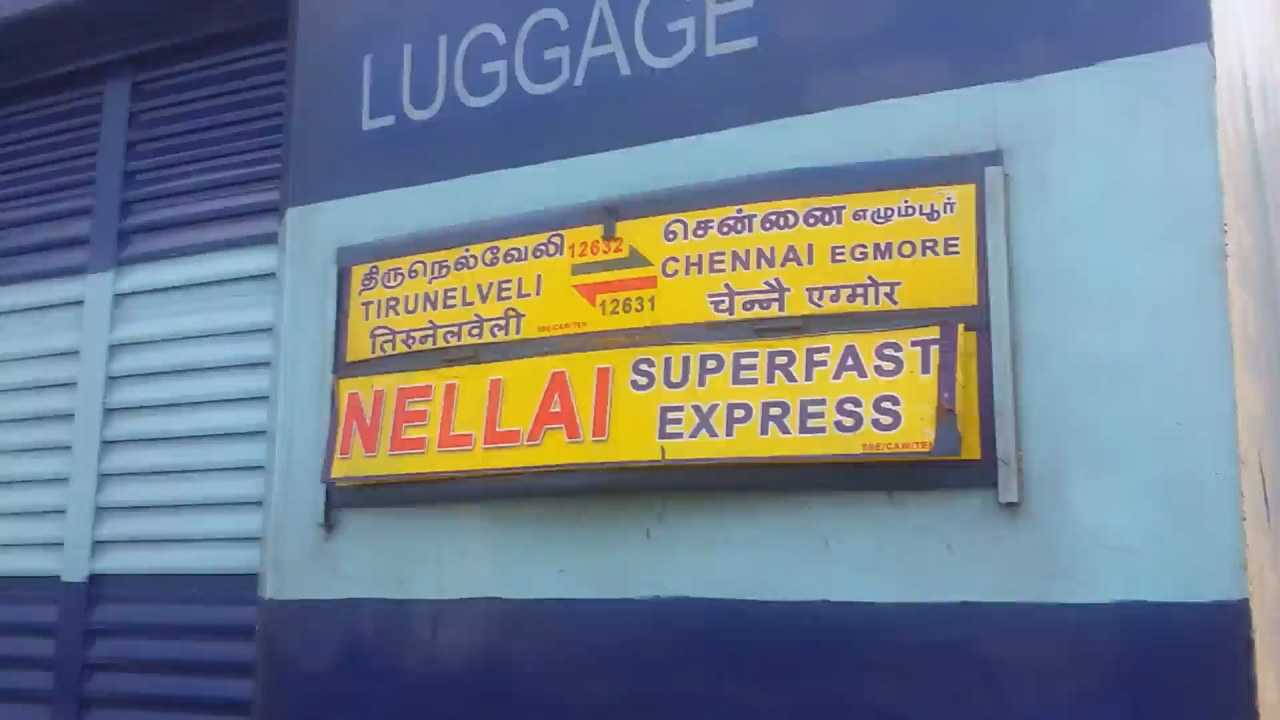 LUGGAGE
திருநெல்வேலி
TIRUNELVELI
तिरुनेलवेली
12632
12631
சென்னை எழும்பூர்
CHENNAI EGMORE
चेन्नै एग्मोर
NELLAI
SUPERFAST
EXPRESS